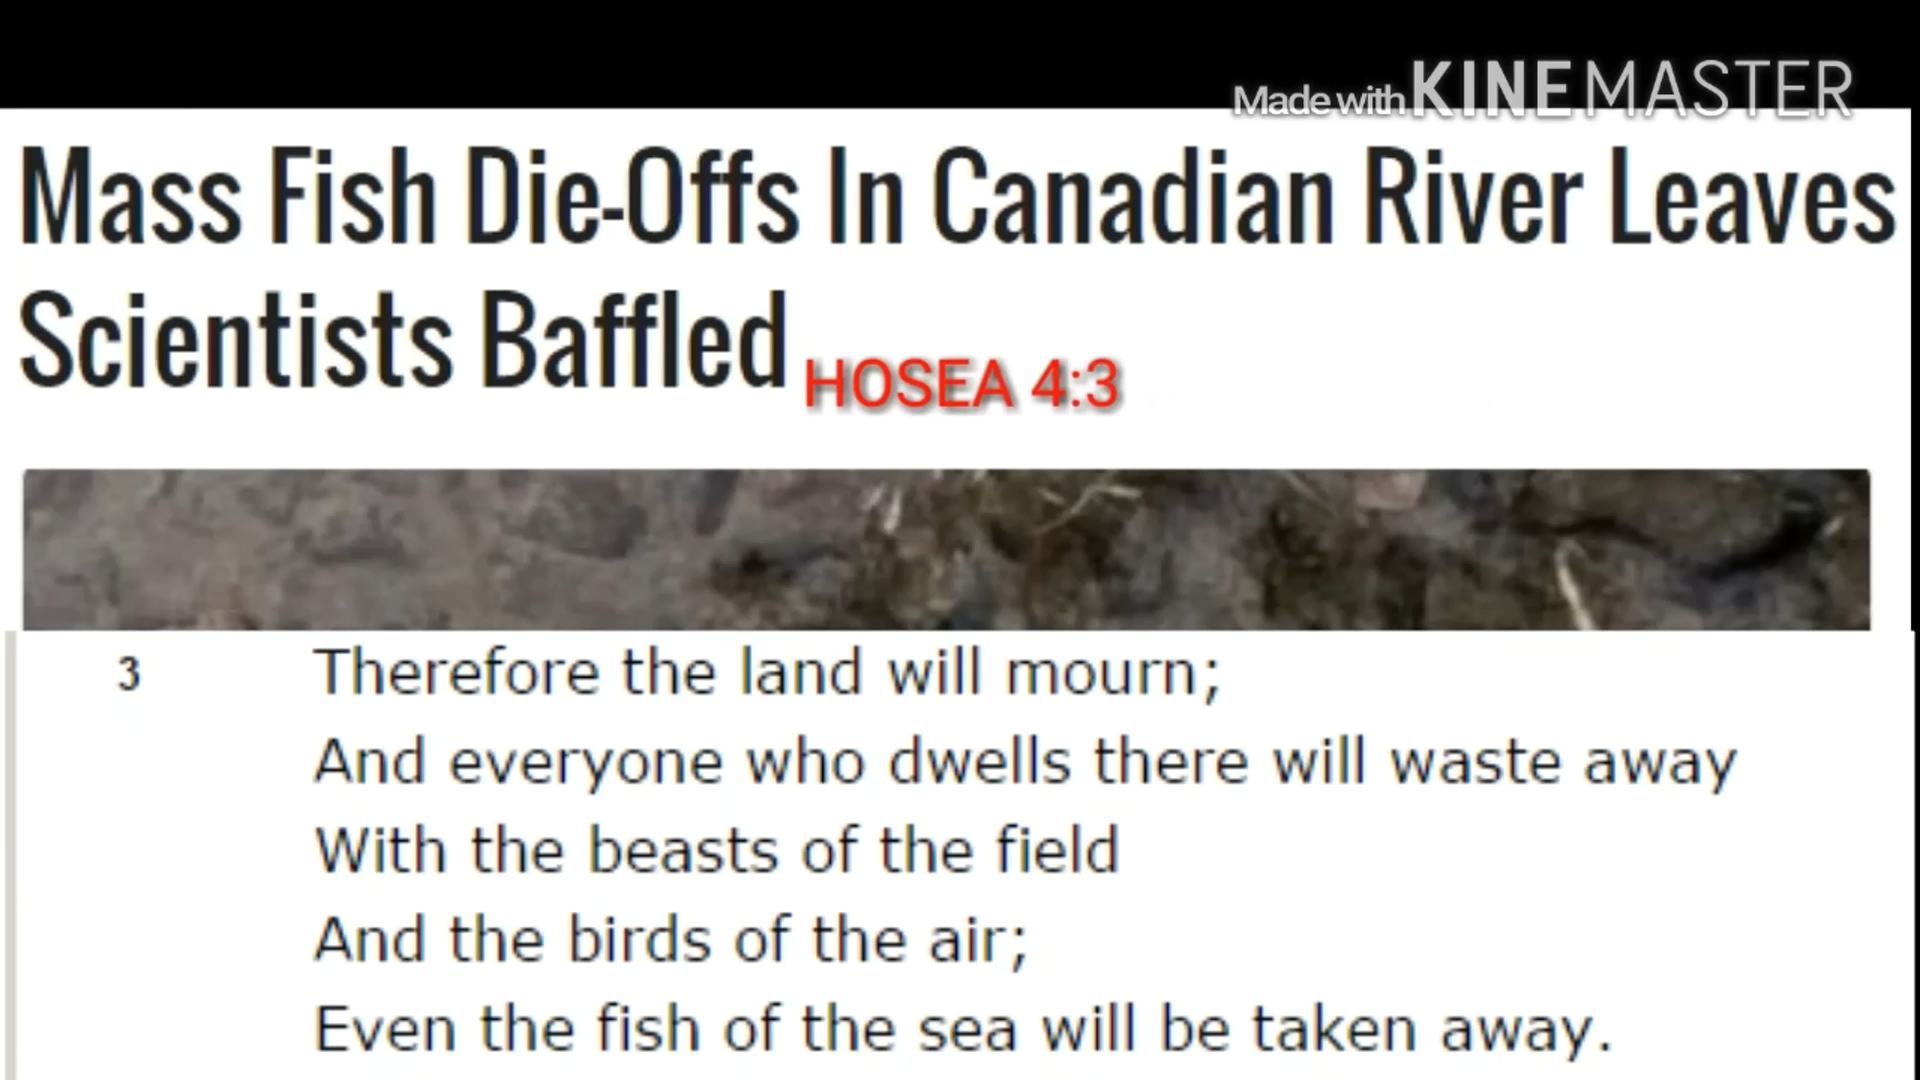 Made with KINEMASTER
Mass Fish Die-Offs In Canadian River Leaves
Scientists Baffled
HOSEA 4:3
3 Therefore the land will mourn;
And everyone who dwells there will waste away
With the beasts of the field
And the birds of the air;
Even the fish of the sea will be taken away.